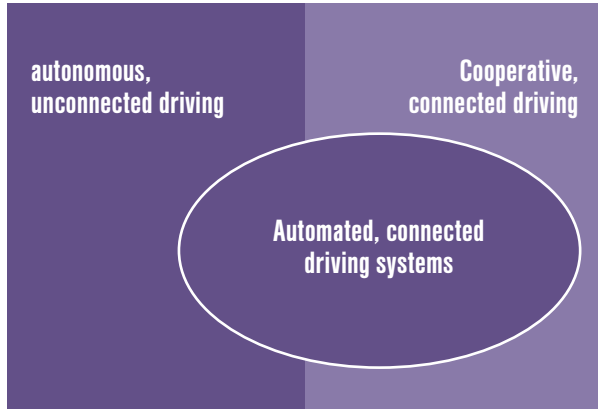 autonomous,
unconnected driving
Cooperative,
connected driving
Automated, connected
driving systems